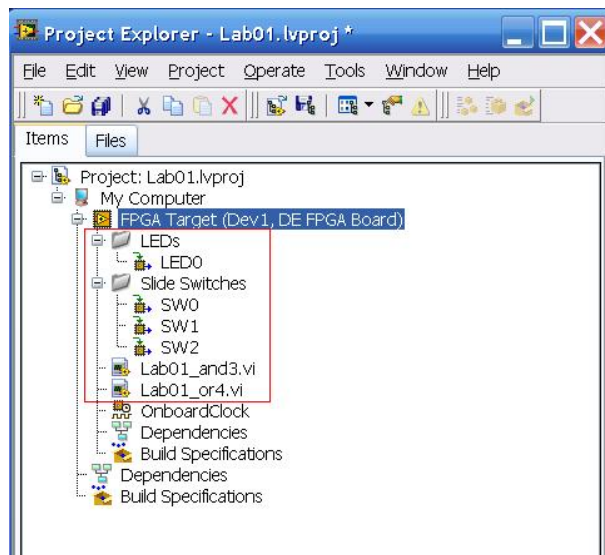 Project Explorer - Lab01.lvproj *
File Edit View Project Operate Tools Window Help
Items Files
Project: Lab01.lvproj
My Computer
FPGA Target (Dev1, DE FPGA Board)
LEDs
LED0
Slide Switches
SW0
SW1
SW2
Lab01_and3.vi
Lab01_or4.vi
OnboardClock
Dependencies
Build Specifications
Dependencies
Build Specifications